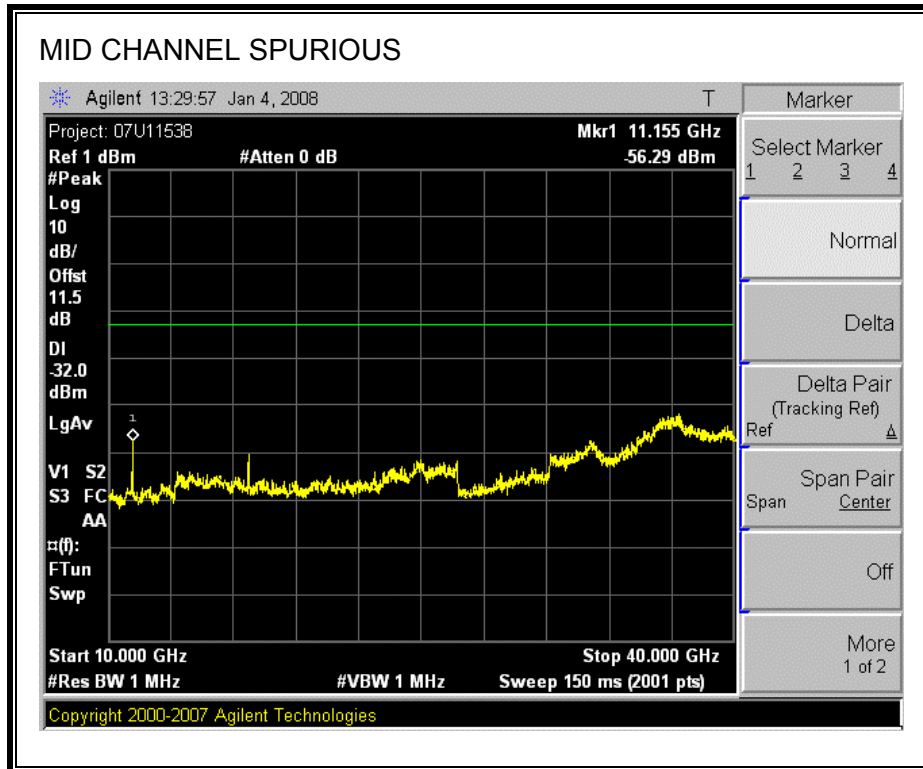 MID CHANNEL SPURIOUS
Agilent 13:29:57 Jan 4, 2008 T
Project: 07U11538 Mkr1 11.155 GHz
Ref 1 dBm #Atten 0 dB -56.29 dBm
#Peak
Log
10
dB/
Offst
11.5
dB
DI
-32.0
dBm
LgAv
1
V1 S2
S3 FC
AA
¤(f):
FTun
Swp
Start 10.000 GHz Stop 40.000 GHz
#Res BW 1 MHz #VBW 1 MHz Sweep 150 ms (2001 pts)
Copyright 2000-2007 Agilent Technologies
Marker
Select Marker
1 2 3 4
Normal
Delta
Delta Pair
(Tracking Ref)
Ref Δ
Span Pair
Span Center
Off
More
1 of 2